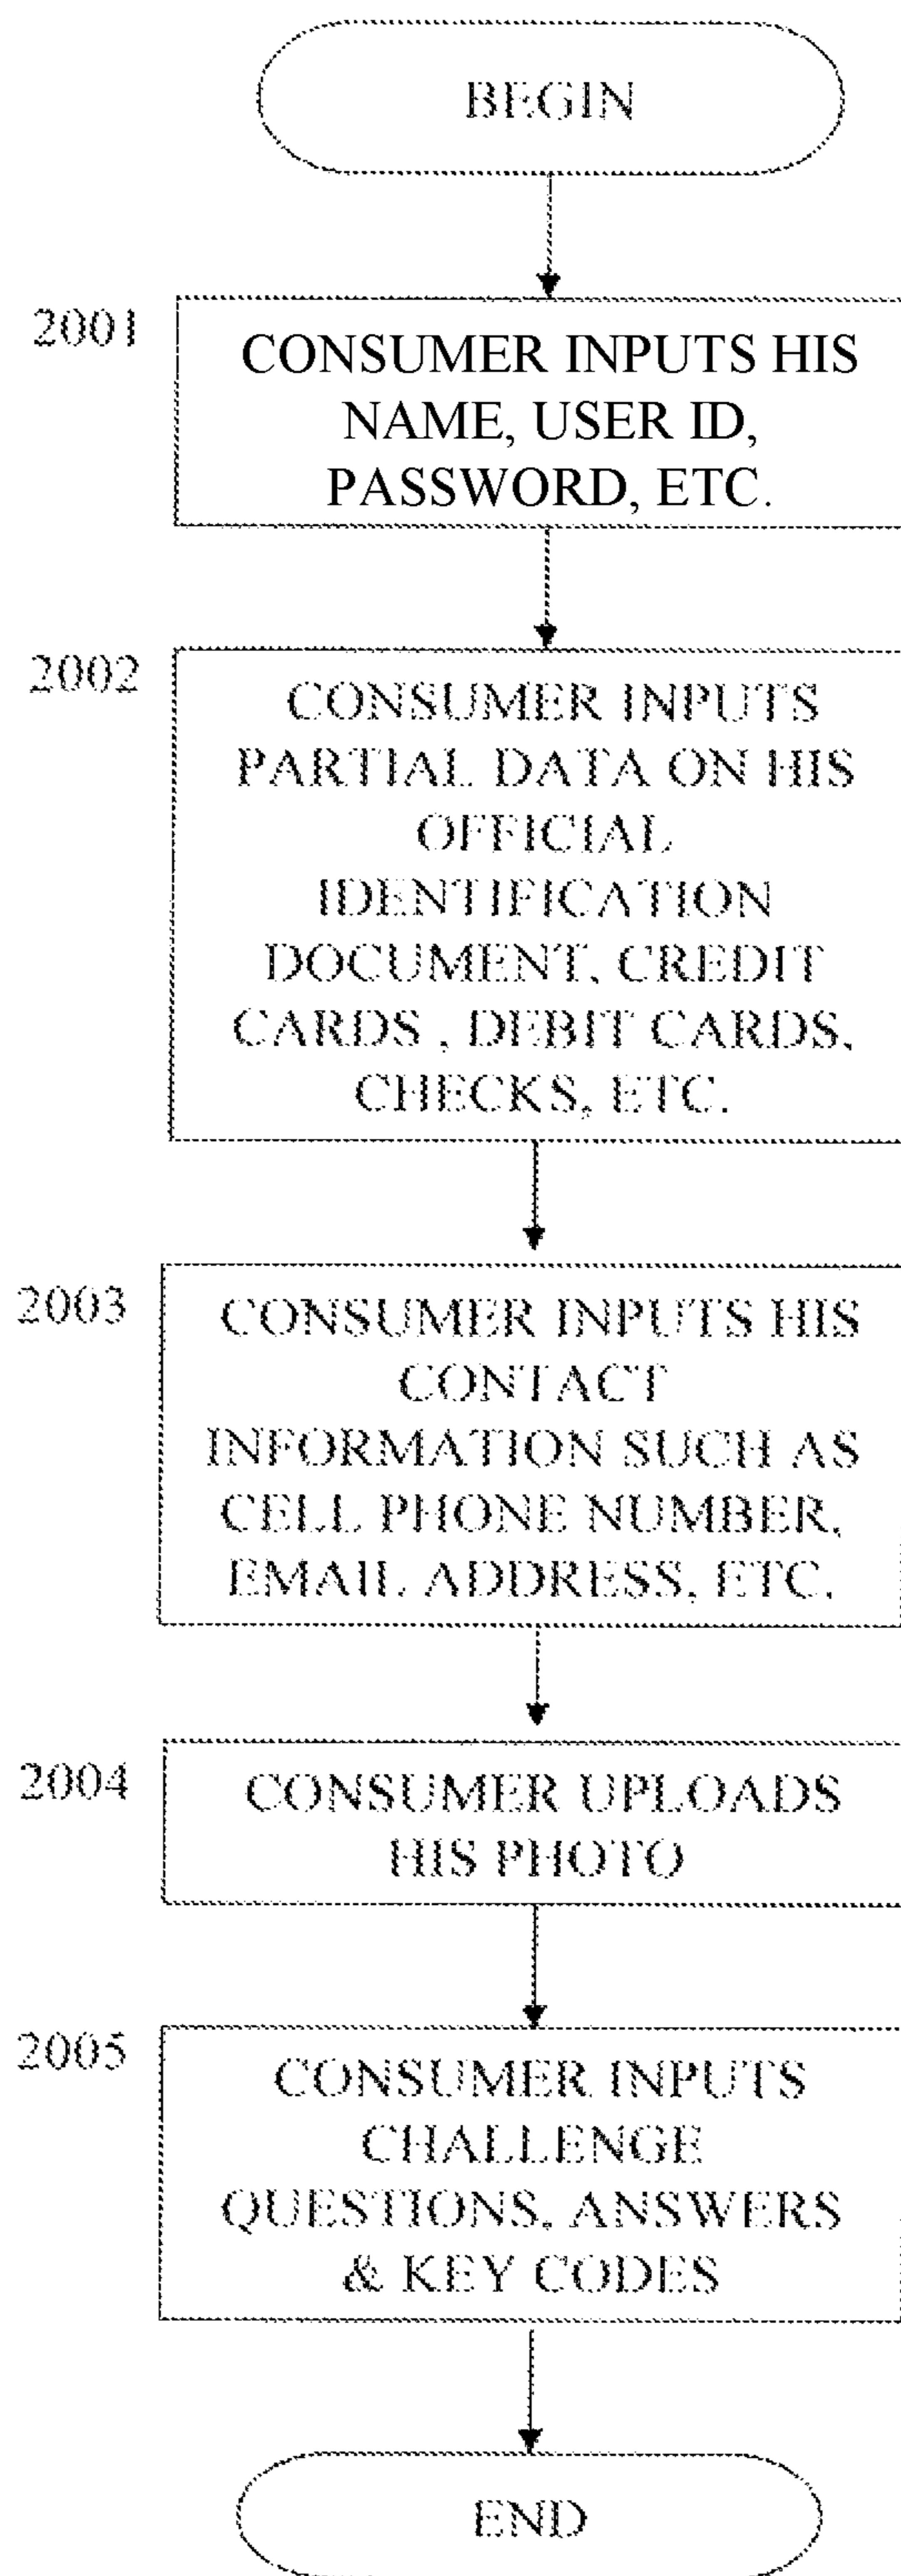 BEGIN
2001
CONSUMER INPUTS HIS
NAME, USER ID,
PASSWORD, ETC.
2002
CONSUMER INPUTS
PARTIAL DATA ON HIS
OFFICIAL
IDENTIFICATION
DOCUMENT, CREDIT
CARDS , DEBIT CARDS,
CHECKS, ETC.
2003
CONSUMER INPUTS HIS
CONTACT
INFORMATION SUCH AS
CELL PHONE NUMBER,
EMAIL ADDRESS, ETC.
2004
CONSUMER UPLOADS
HIS PHOTO
2005
CONSUMER INPUTS
CHALLENGE
QUESTIONS, ANSWERS
& KEY CODES
END